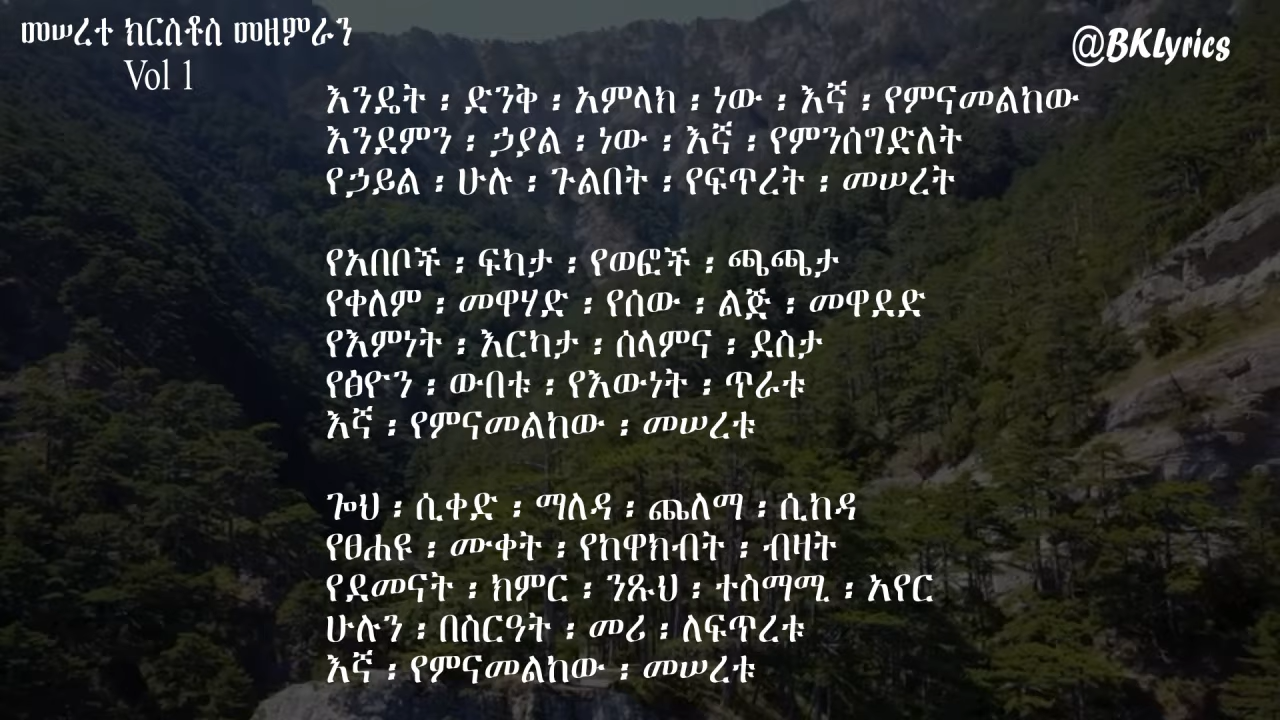 መሠረተ ክርስቶስ መዘምራን
Vol 1
@BKLyrics
እንዴት ፡ ድንቅ ፡ አምላክ ፡ ነው ፡ እኛ ፡ የምናመልከው
እንደምን ፡ ኃያል ፡ ነው ፡ እኛ ፡ የምንሰግድለት
የኃይል ፡ ሁሉ ፡ ጉልበት ፡ የፍጥረት ፡ መሠረት
የአበቦች ፡ ፍካታ ፡ የወፎች ፡ ጫጫታ
የቀለም ፡ መዋሃድ ፡ የሰው ፡ ልጅ ፡ መዋደድ
የእምነት ፡ እርካታ ፡ ሰላምና ፡ ደስታ
የፅዮን ፡ ውበቱ ፡ የእውነት ፡ ጥራቱ
እኛ ፡ የምናመልከው ፡ መሠረቱ
ጐህ ፡ ሲቀድ ፡ ማለዳ ፡ ጨለማ ፡ ሲከዳ
የፀሐዩ ፡ ሙቀት ፡ የከዋክብት ፡ ብዛት
የደመናት ፡ ክምር ፡ ንጹህ ፡ ተስማሚ ፡ አየር
ሁሉን ፡ በስርዓት ፡ መሪ ፡ ለፍጥረቱ
እኛ ፡ የምናመልከው ፡ መሠረቱ